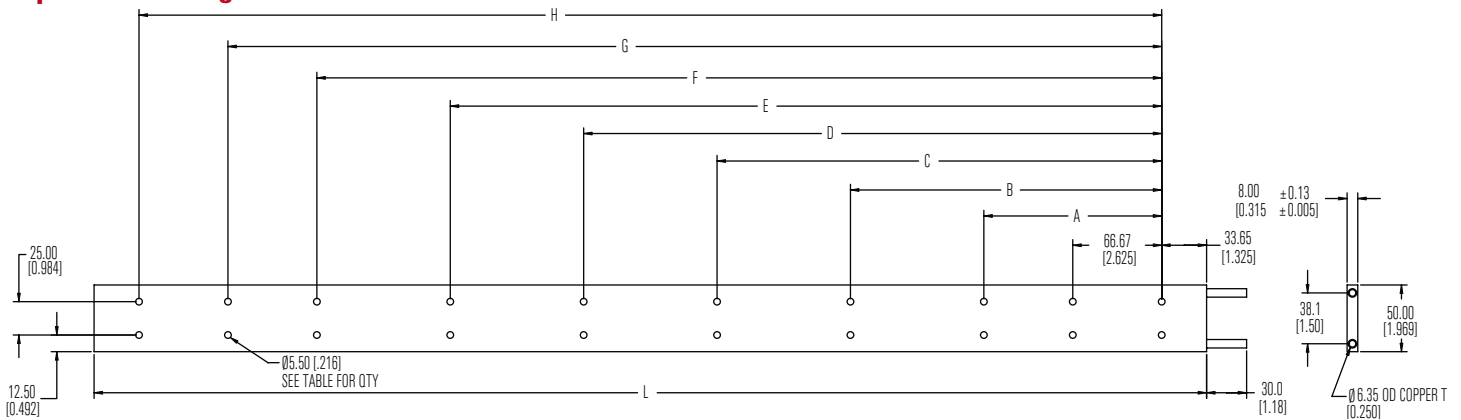 H
G
F
E
D
C
B
A
8.00 ±0.13
[0.315 ±0.005]
25.00
[0.984]
66.67
[2.625]
33.65
[1.325]
38.1
[1.50]
50.00
[1.969]
Ø5.50 [.216]
SEE TABLE FOR QTY
12.50
[0.492]
L
30.0
[1.18]
Ø6.35 OD COPPER T
[0.250]